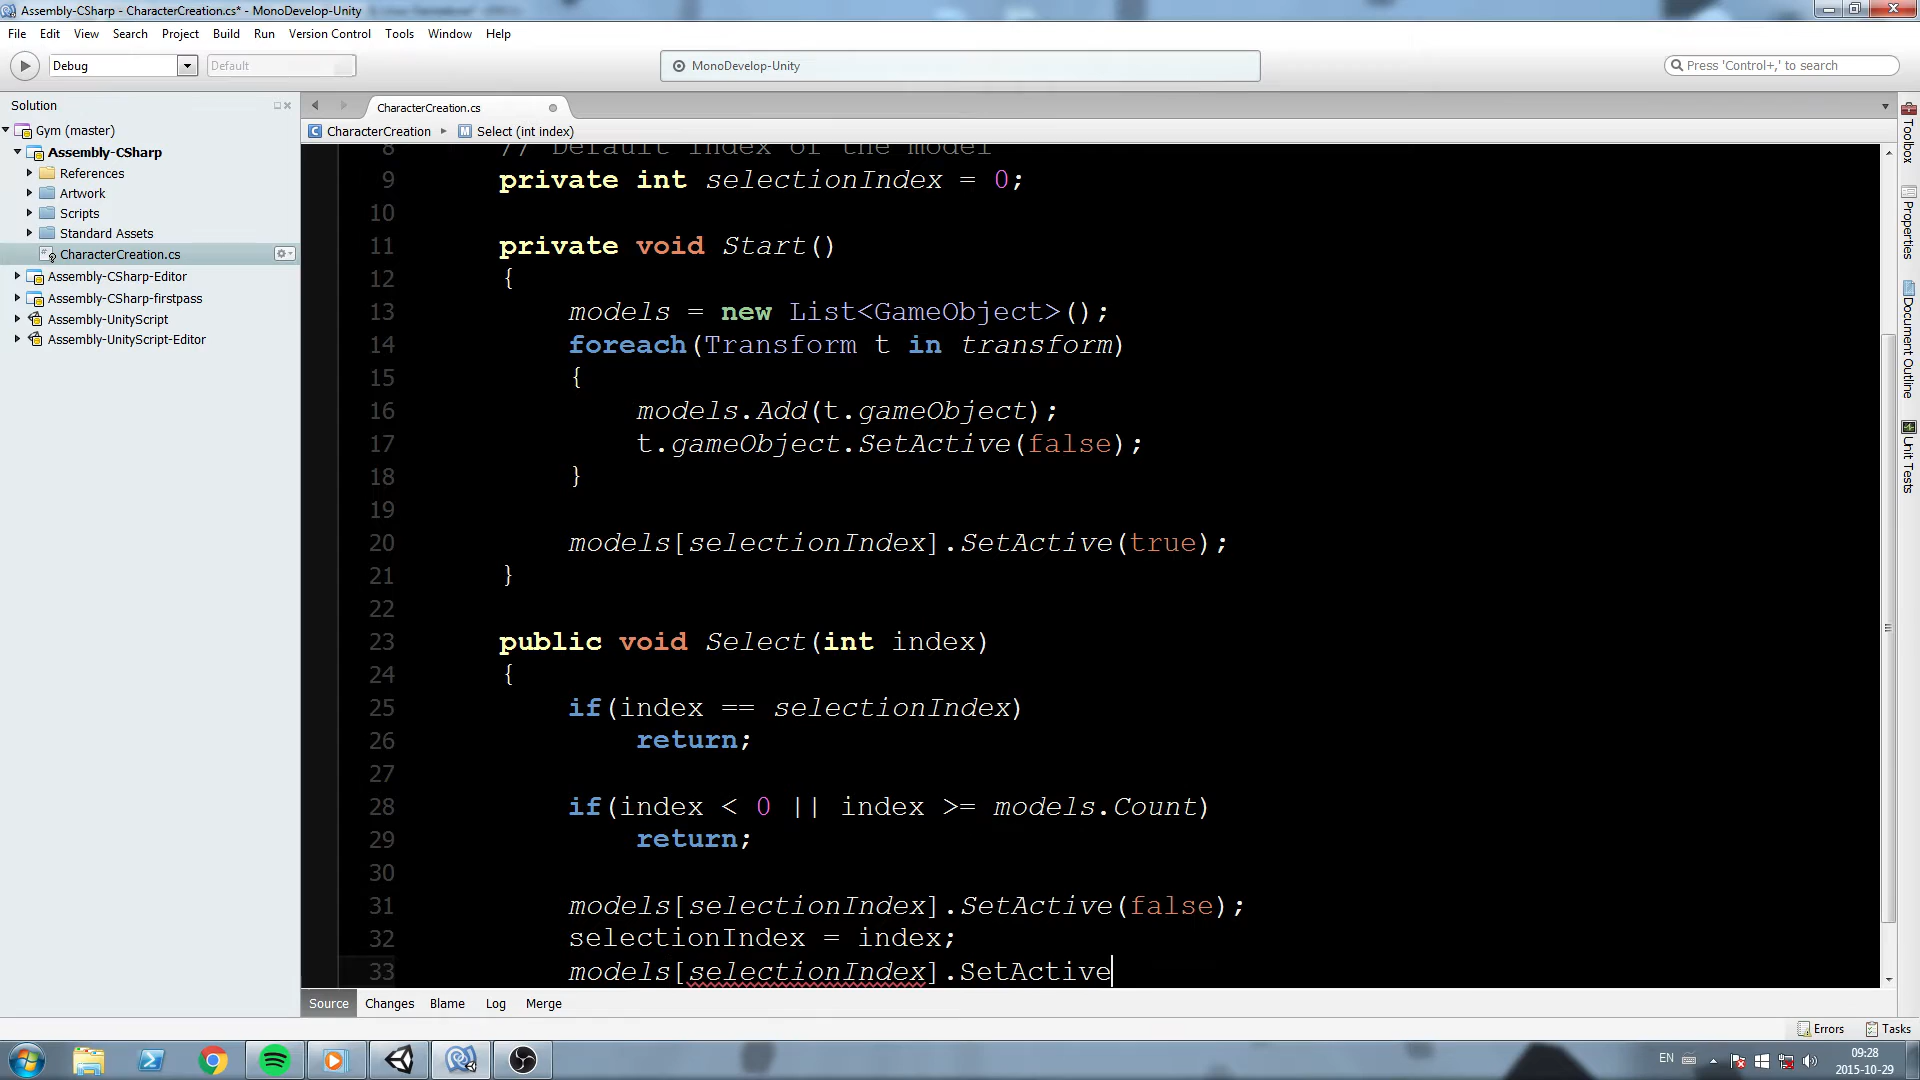 Assembly-CSharp - CharacterCreation.cs* - MonoDevelop-Unity
File Edit View Search Project Build Run Version Control Tools Window Help
Debug Default MonoDevelop-Unity Press 'Control+,' to search
Solution
Gym (master)
Assembly-CSharp
References
Artwork
Scripts
Standard Assets
CharacterCreation.cs
Assembly-CSharp-Editor
Assembly-CSharp-firstpass
Assembly-UnityScript
Assembly-UnityScript-Editor
CharacterCreation.cs
CharacterCreation Select (int index)
8 // Default index of the model
9 private int selectionIndex = 0;
10
11 private void Start()
12 {
13 models = new List<GameObject>();
14 foreach(Transform t in transform)
15 {
16 models.Add(t.gameObject);
17 t.gameObject.SetActive(false);
18 }
19
20 models[selectionIndex].SetActive(true);
21 }
22
23 public void Select(int index)
24 {
25 if(index == selectionIndex)
26 return;
27
28 if(index < 0 || index >= models.Count)
29 return;
30
31 models[selectionIndex].SetActive(false);
32 selectionIndex = index;
33 models[selectionIndex].SetActive
Toolbox
Properties
Document Outline
Unit Tests
Source Changes Blame Log Merge
Errors Tasks
EN
09:28
2015-10-29